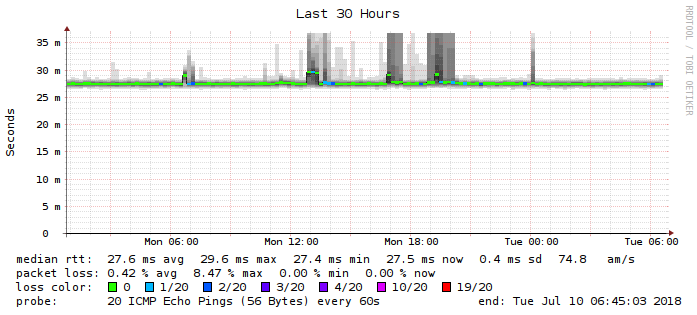 Last 30 Hours
RRDTOOL / TOBI OETIKER
Seconds
35 m
30 m
25 m
20 m
15 m
10 m
5 m
0
Mon 06:00 Mon 12:00 Mon 18:00 Tue 00:00 Tue 06:00
median rtt: 27.6 ms avg 29.6 ms max 27.4 ms min 27.5 ms now 0.4 ms sd 74.8 am/s
packet loss: 0.42 % avg 8.47 % max 0.00 % min 0.00 % now
loss color: 0 1/20 2/20 3/20 4/20 10/20 19/20
probe: 20 ICMP Echo Pings (56 Bytes) every 60s end: Tue Jul 10 06:45:03 2018